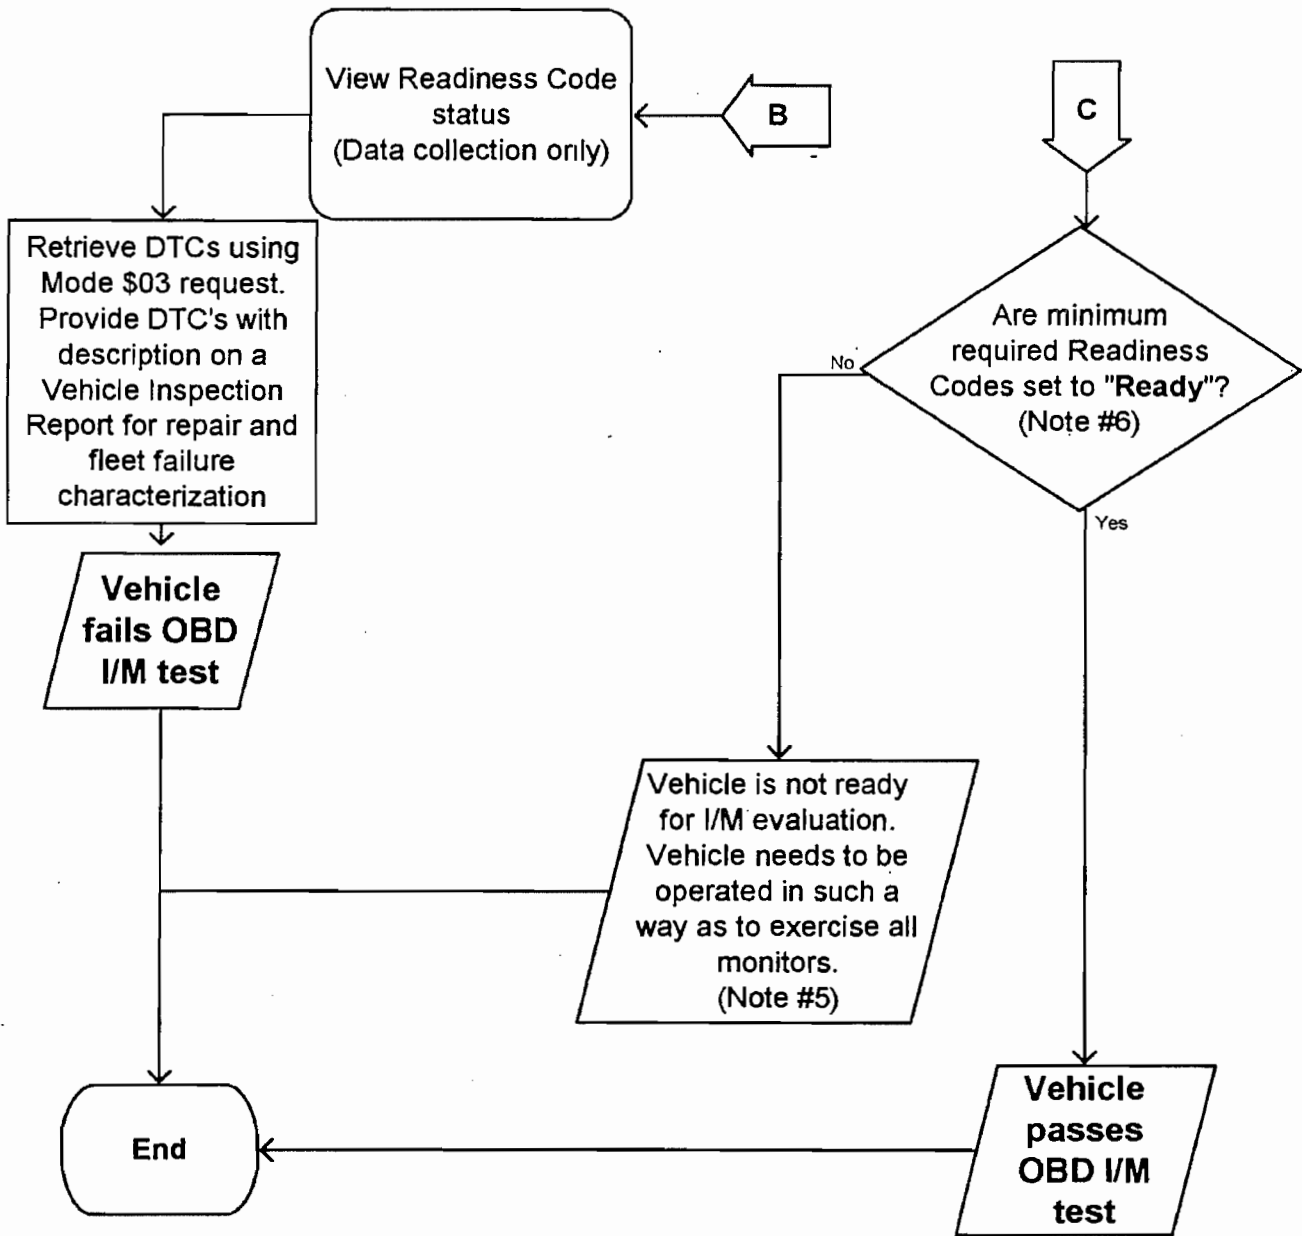 View Readiness Code
status
(Data collection only)
B
C
Retrieve DTCs using
Mode $03 request.
Provide DTC's with
description on a
Vehicle Inspection
Report for repair and
fleet failure
characterization
Are minimum
required Readiness
Codes set to "Ready"?
(Note #6)
No
Yes
Vehicle
fails OBD
I/M test
Vehicle is not ready
for I/M evaluation.
Vehicle needs to be
operated in such a
way as to exercise all
monitors.
(Note #5)
End
Vehicle
passes
OBD I/M
test